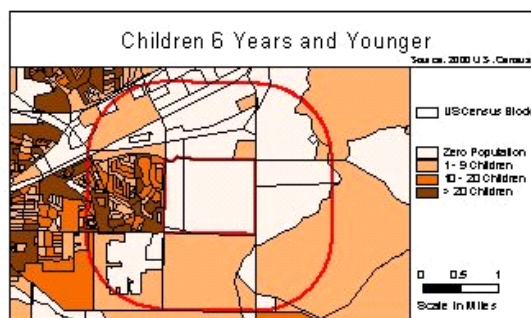 Children 6 Years and Younger
Source: 2000 U.S. Census
US Census Block
Zero Population
1 - 9 Children
10 - 20 Children
> 20 Children
0 0.5 1
Scale in Miles